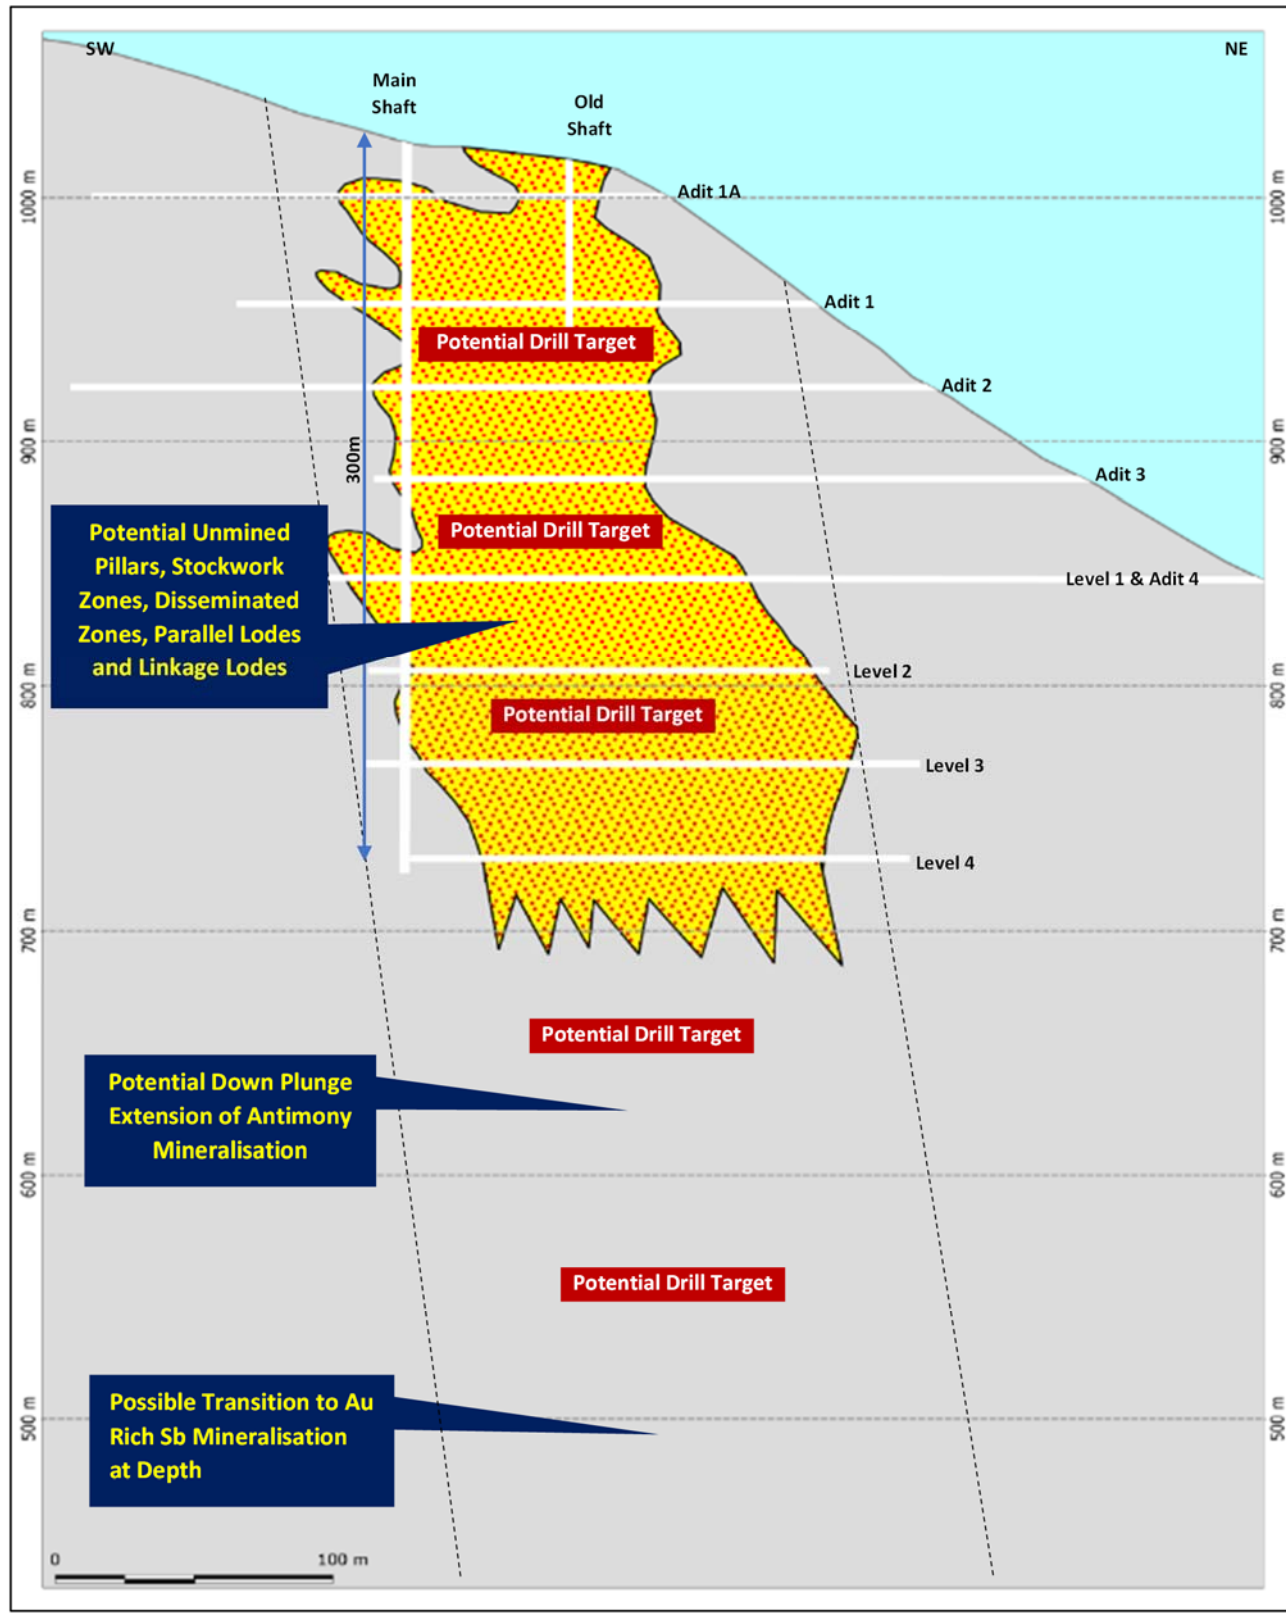 SW
NE
Main
Shaft
Old
Shaft
Adit 1A
1000 m
1000 m
Adit 1
Potential Drill Target
Adit 2
900 m
300m
900 m
Adit 3
Potential Drill Target
Potential Unmined
Pillars, Stockwork
Zones, Disseminated
Zones, Parallel Lodes
and Linkage Lodes
Level 1 & Adit 4
Level 2
800 m
800 m
Potential Drill Target
Level 3
Level 4
700 m
700 m
Potential Drill Target
Potential Down Plunge
Extension of Antimony
Mineralisation
600 m
600 m
Potential Drill Target
Possible Transition to Au
Rich Sb Mineralisation
at Depth
500 m
500 m
0
100 m